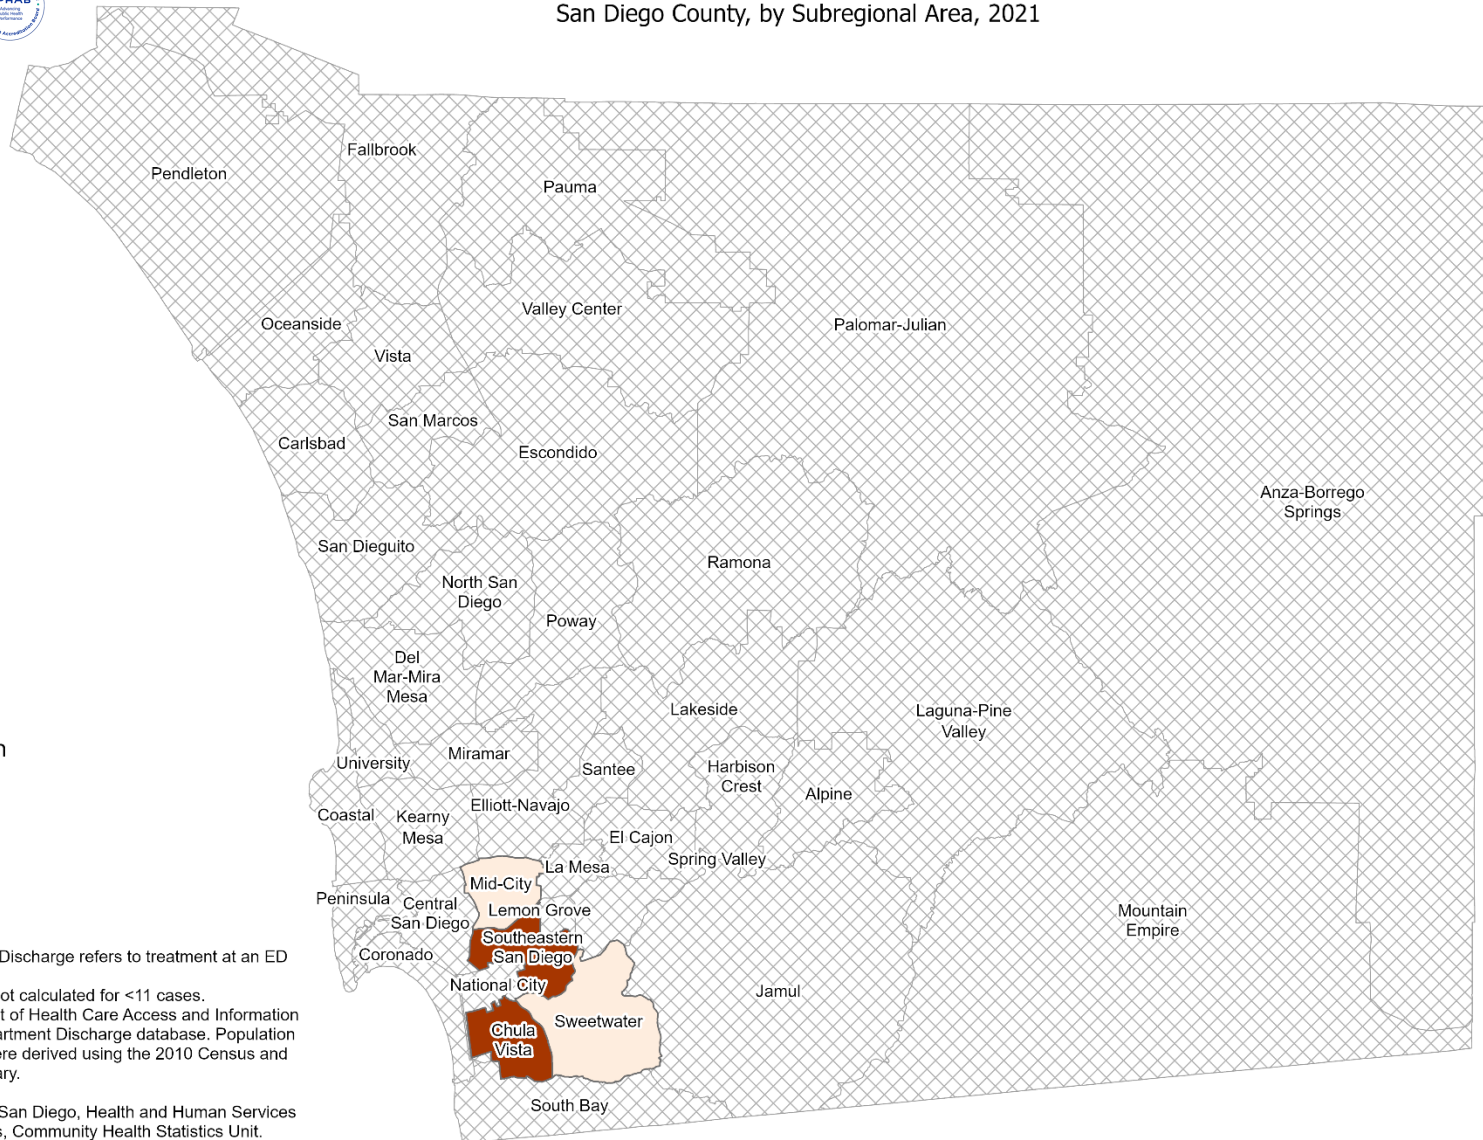 PHAB
Advancing
San Diego County, by Subregional Area, 2021
Fallbrook
Pendleton
Pauma
Valley Center
Oceanside
Palomar-Julian
Vista
San Marcos
Carlsbad
Escondido
Anza-Borrego
Springs
San Dieguito
Ramona
North San
Diego
Poway
Del
Mar-Mira
Mesa
Lakeside
Laguna-Pine
Valley
Miramar
University
Santee
Harbison
Crest
Alpine
Elliott-Navajo
Coastal
Kearny
Mesa
El Cajon
Spring Valley
La Mesa
Mid-City
Peninsula
Central
San Diego
Lemon Grove
Mountain
Empire
Southeastern
San Diego
Coronado
National City
Jamul
Sweetwater
Chula
Vista
South Bay
Discharge refers to treatment at an ED
ot calculated for <11 cases.
t of Health Care Access and Information
artment Discharge database. Population
ere derived using the 2010 Census and
ary.
San Diego, Health and Human Services
s, Community Health Statistics Unit.